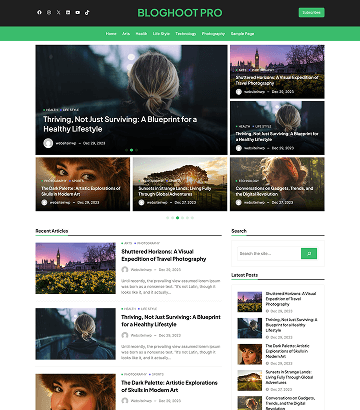 BLOGHOOT PRO
Subscribe
Home Arts Health Life Style Technology Photography Sample Page
HEALTH LIFE STYLE
Thriving, Not Just Surviving: A Blueprint for a
Healthy Lifestyle
websitehwp Dec 29, 2023
ARTS PHOTOGRAPHY
Shattered Horizons: A Visual Expedition of
Travel Photography
websitehwp Dec 29, 2023
HEALTH LIFE STYLE
Thriving, Not Just Surviving: A Blueprint for
a Healthy Lifestyle
websitehwp Dec 29, 2023
PHOTOGRAPHY SPORTS
The Dark Palette: Artistic Explorations of
Skulls in Modern Art
websitehwp Dec 29, 2023
Sunsets in Strange Lands: Living Fully
Through Global Adventures
websitehwp Dec 27, 2023
TECHNOLOGY
Conversations on Gadgets, Trends, and
the Digital Revolution
websitehwp Dec 27, 2023
Recent Articles
ARTS PHOTOGRAPHY
Shattered Horizons: A Visual
Expedition of Travel Photography
websitehwp Dec 29, 2023
Until recently, the prevailing view assumed lorem ipsum
was born as a nonsense text. "It's not Latin, though it
looks like it, and it actually...
HEALTH LIFE STYLE
Thriving, Not Just Surviving: A Blueprint
for a Healthy Lifestyle
websitehwp Dec 29, 2023
Until recently, the prevailing view assumed lorem ipsum
was born as a nonsense text. "It's not Latin, though it
looks like it, and it actually...
PHOTOGRAPHY SPORTS
The Dark Palette: Artistic Explorations
of Skulls in Modern Art
websitehwp Dec 29, 2023
Search
Search the site...
Latest Posts
Shattered Horizons: A Visual
Expedition of Travel
Photography
Dec 29, 2023
Thriving, Not Just Surviving: A
Blueprint for a Healthy
Lifestyle
Dec 29, 2023
The Dark Palette: Artistic
Explorations of Skulls in
Modern Art
Dec 29, 2023
Sunsets in Strange Lands:
Living Fully Through Global
Adventures
Dec 27, 2023
Conversations on Gadgets,
Trends, and the Digital
Revolution